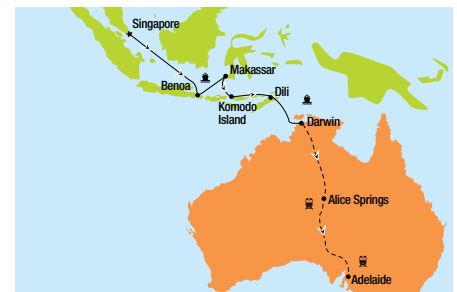 Singapore
Makassar
Benoa
Komodo
Island
Dili
Darwin
Alice Springs
Adelaide